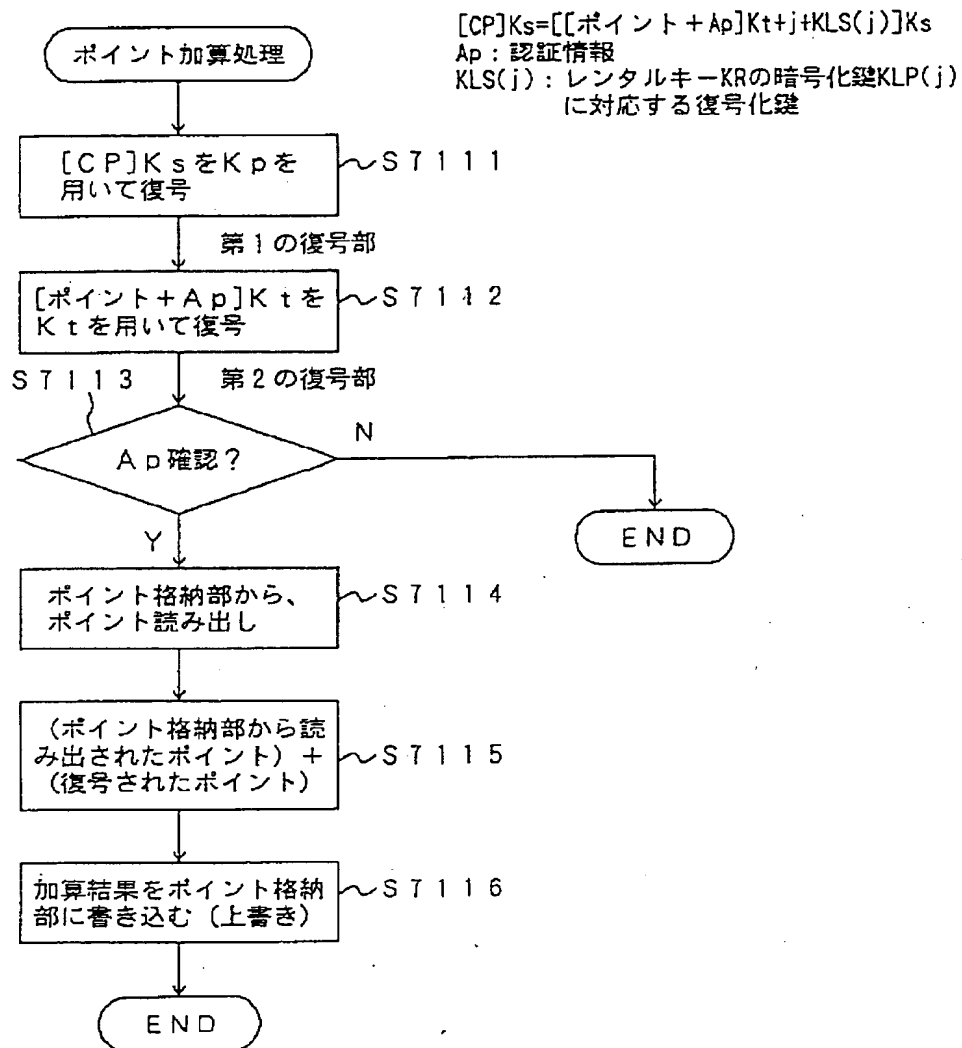 ポイント加算処理
[CP]Ks=[[ポイント+Ap]Kt+j+KLS(j)]Ks
Ap:認証情報
KLS(j):レンタルキーKRの暗号化鍵KLP(j)
に対応する復号化鍵
[CP]KsをKpを
用いて復号
S7111
第1の復号部
[ポイント+Ap]Ktを
Ktを用いて復号
S7112
S7113
第2の復号部
Ap確認?
N
END
Y
ポイント格納部から、
ポイント読み出し
S7114
(ポイント格納部から読
み出されたポイント)+
(復号されたポイント)
S7115
加算結果をポイント格納
部に書き込む(上書き)
S7116
END